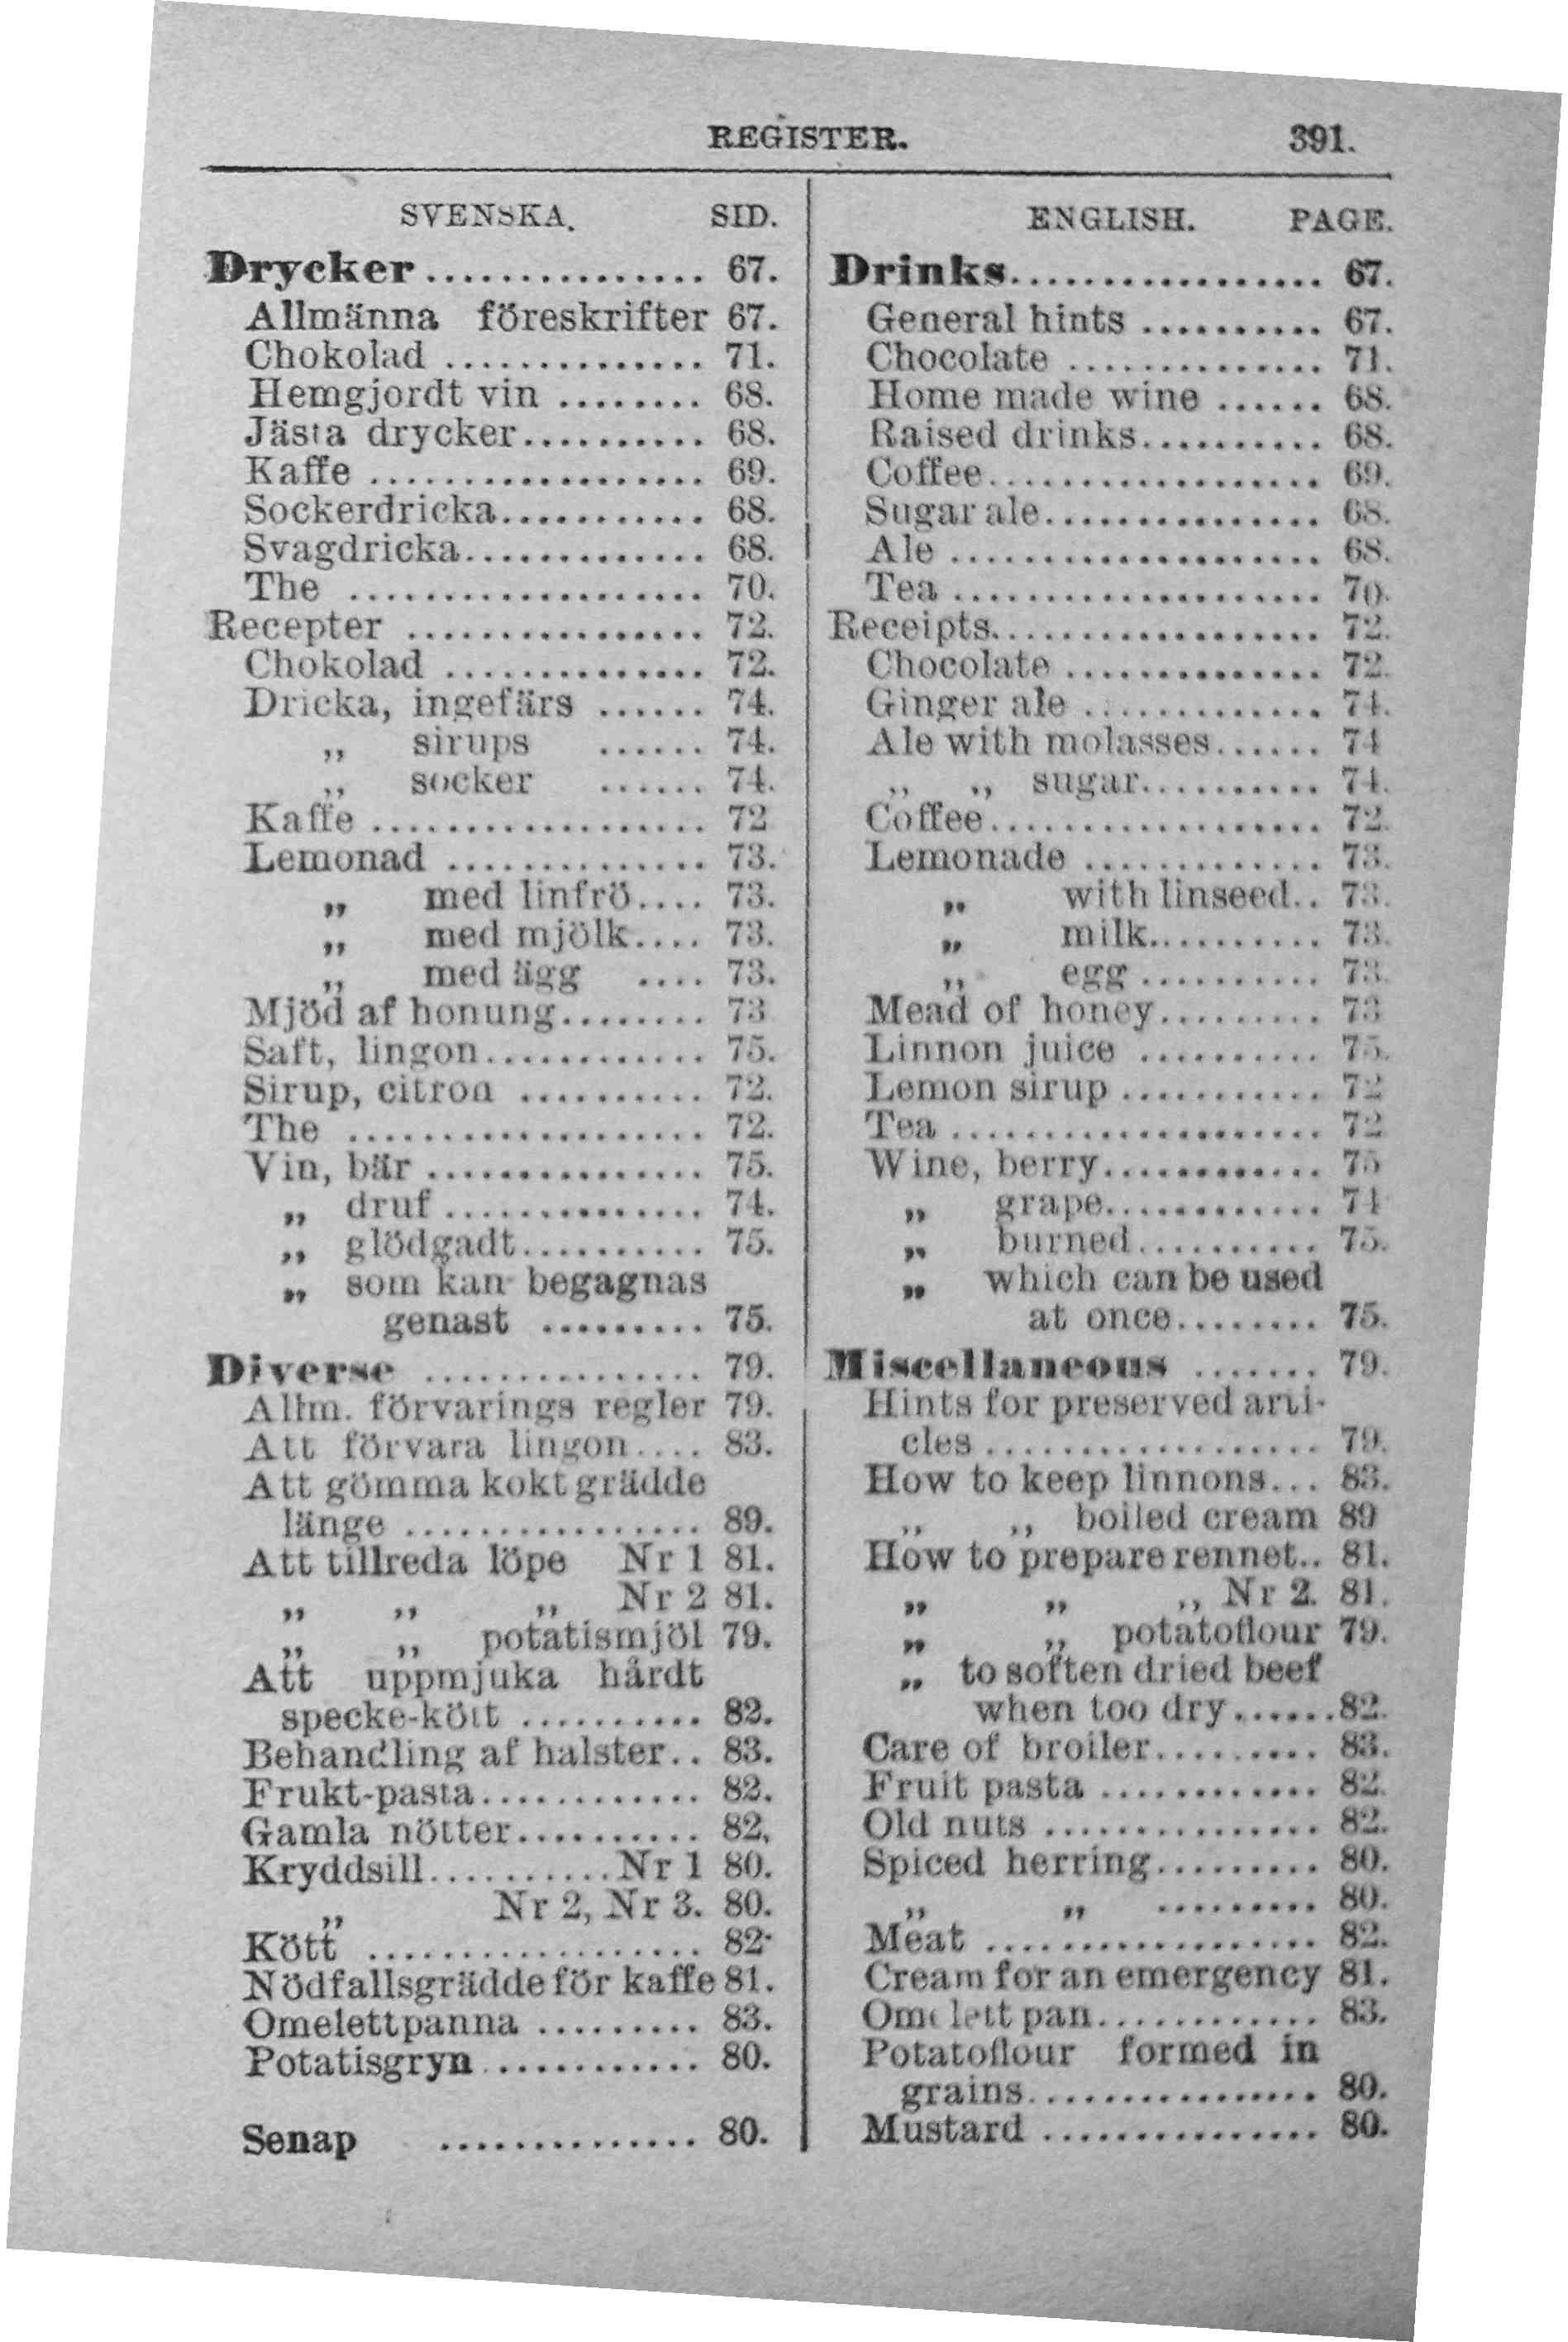 REGISTER. 391.
SVENSKA. SID.
Drycker ............... 67.
Allmänna föreskrifter 67.
Chokolad .............. 71.
Hemgjordt vin ........ 68.
Jästa drycker.......... 68.
Kaffe .................. 69.
Sockerdricka........... 68.
Svagdricka............. 68.
The ................... 70.
Recepter ................ 72.
Chokolad .............. 72.
Dricka, ingefärs ...... 74.
„ sirups ...... 74.
„ socker ...... 74.
Kaffe .................. 72
Lemonad .............. 73.
„ med linfrö.... 73.
„ med mjölk.... 73.
„ med ägg .... 73.
Mjöd af honung........ 73
Saft, lingon............ 75.
Sirup, citron .......... 72.
The ................... 72.
Vin, bär ............... 75.
„ druf .............. 74.
„ glödgadt.......... 75.
„ som kan begagnas
genast ......... 75.
Diverse ............... 79.
Allm. förvarings regler 79.
Att förvara lingon.... 83.
Att gömma kokt grädde
länge ................ 89.
Att tillreda löpe Nr 1 81.
„ „ „ Nr 2 81.
„ „ potatismjöl 79.
Att uppmjuka hårdt
specke-kött .......... 82.
Behandling af halster.. 83.
Frukt-pasta............ 82.
Gamla nötter.......... 82,
Kryddsill..........Nr 1 80.
„ Nr 2, Nr 3. 80.
Kött .................. 82.
Nödfallsgrädde för kaffe 81.
Omelettpanna ......... 83.
Potatisgryn............ 80.
Senap .............. 80.
ENGLISH. PAGE.
Drinks................. 67.
General hints .......... 67.
Chocolate .............. 71.
Home made wine ...... 68.
Raised drinks.......... 68.
Coffee.................. 69.
Sugar ale............... 68.
Ale .................... 68.
Tea .................... 70.
Receipts.................. 72.
Chocolate .............. 72.
Ginger ale ............. 74.
Ale with molasses...... 74
„ „ sugar.......... 74.
Coffee.................. 72.
Lemonade ............. 73.
„ with linseed.. 73.
„ milk.......... 73.
„ egg .......... 73.
Mead of honey......... 73
Linnon juice .......... 75.
Lemon sirup ........... 72
Tea .................... 72
Wine, berry............ 75
„ grape............ 74
„ burned.......... 75.
„ which can be used
at once........ 75.
Miscellaneous ....... 79.
Hints for preserved arti-
cles .................. 79.
How to keep linnons... 83.
„ „ boiled cream 89
How to prepare rennet.. 81.
„ „ „ Nr 2. 81.
„ „ potatoflour 79.
„ to soften dried beef
when too dry......82.
Care of broiler......... 83.
Fruit pasta ............ 82.
Old nuts ............... 82.
Spiced herring......... 80.
„ „ ......... 80.
Meat .................. 82.
Cream for an emergency 81.
Omelett pan............ 83.
Potatoflour formed in
grains................ 80.
Mustard ............... 80.